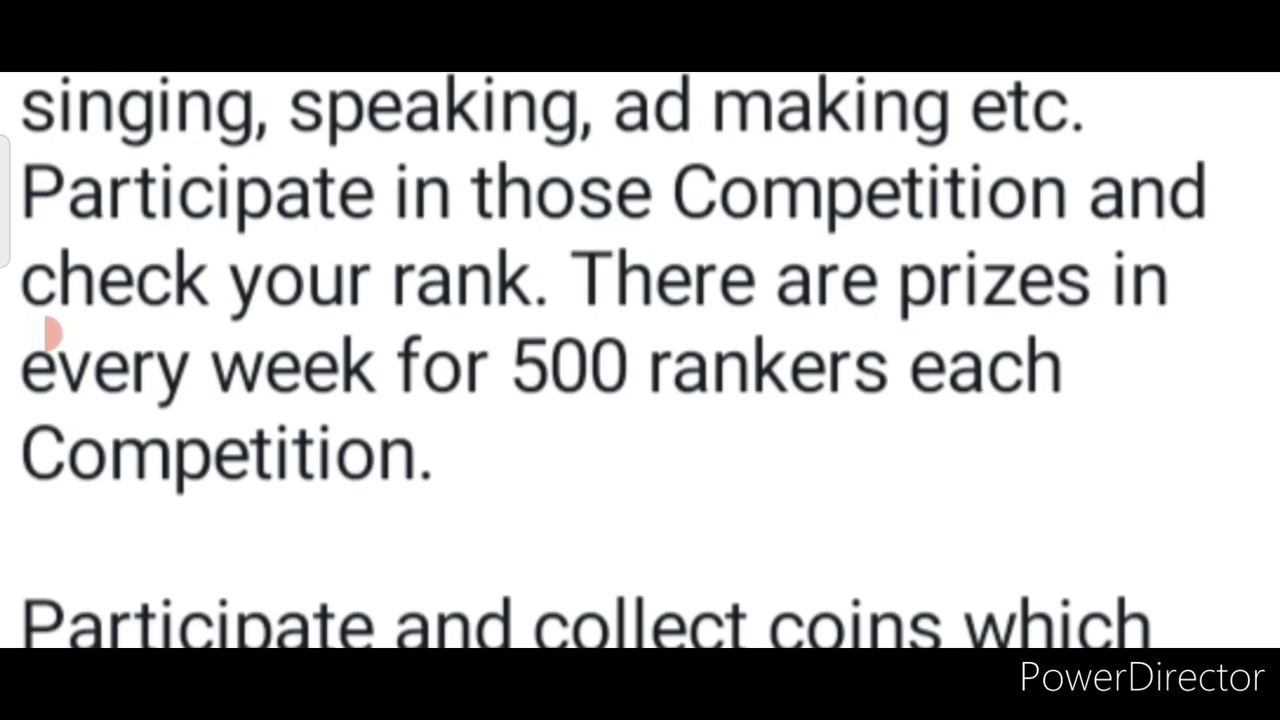 singing, speaking, ad making etc.
Participate in those Competition and
check your rank. There are prizes in
every week for 500 rankers each
Competition.
Participate and collect coins which
PowerDirector